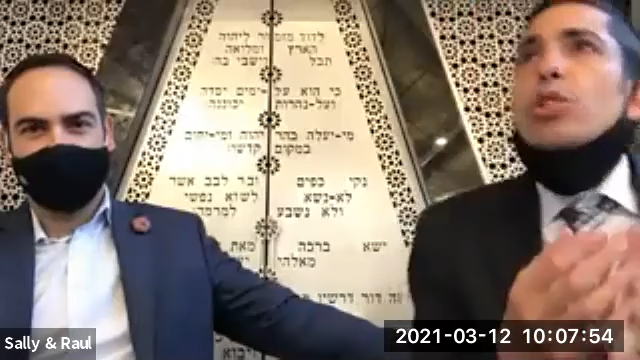 לדוד מזמור ליהוה
הארץ ומלואה
תבל וישבי בה:
כי הוא על-ימים יסדה
ועל-נהרות יכוננה:
מי-יעלה בהר יהוה ומי-יקום
במקום קדשו:
נקי כפים ובר לבב אשר
לא-נשא לשוא נפשי
ולא נשבע למרמה:
ישא ברכה מאת
מאלהי
דור דרשיו
Sally & Raul
2021-03-12 10:07:54